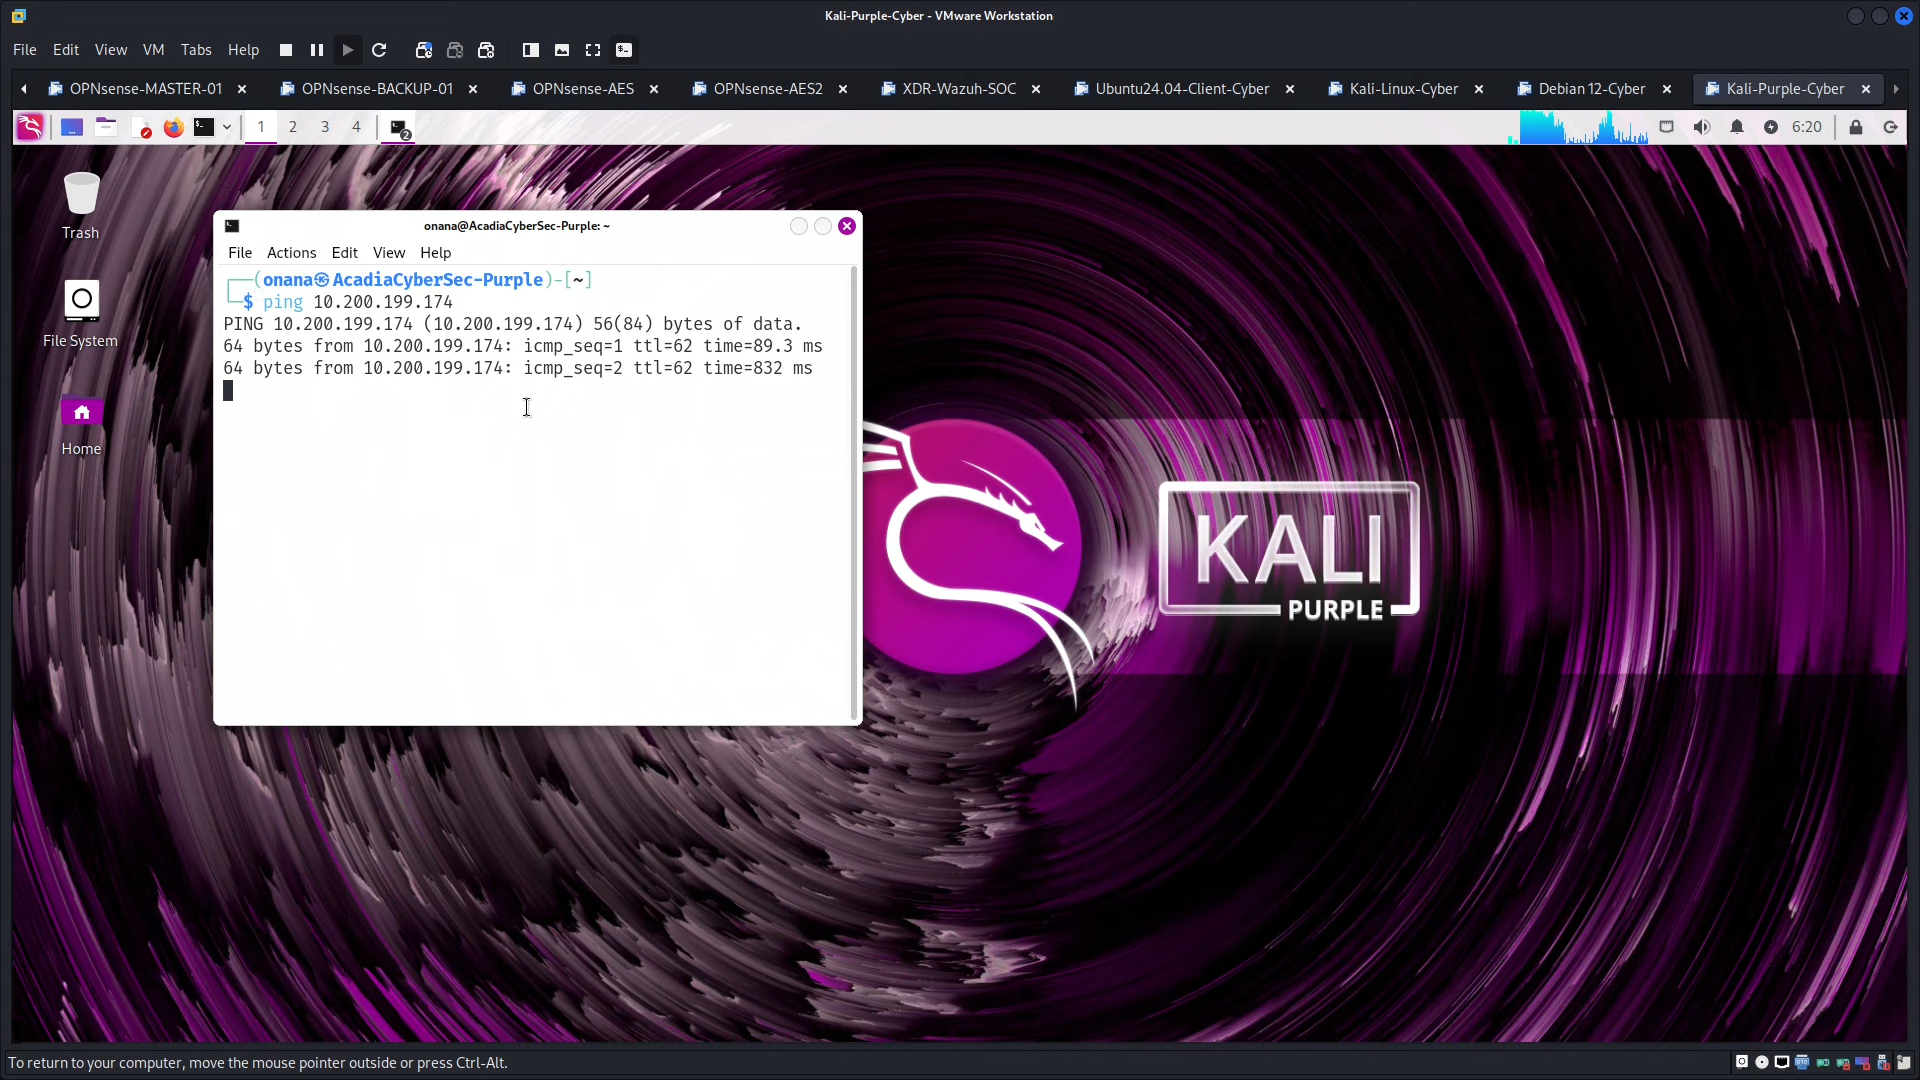 Kali-Purple-Cyber - VMware Workstation
File Edit View VM Tabs Help
OPNsense-MASTER-01 OPNsense-BACKUP-01 OPNsense-AES OPNsense-AES2 XDR-Wazuh-SOC Ubuntu24.04-Client-Cyber Kali-Linux-Cyber Debian 12-Cyber Kali-Purple-Cyber
1 2 3 4 2 6:20
Trash
File System
Home
onana@AcadiaCyberSec-Purple: ~
File Actions Edit View Help
┌──(onana㉿AcadiaCyberSec-Purple)-[~]
└─$ ping 10.200.199.174
PING 10.200.199.174 (10.200.199.174) 56(84) bytes of data.
64 bytes from 10.200.199.174: icmp_seq=1 ttl=62 time=89.3 ms
64 bytes from 10.200.199.174: icmp_seq=2 ttl=62 time=832 ms
KALI
PURPLE
To return to your computer, move the mouse pointer outside or press Ctrl-Alt.